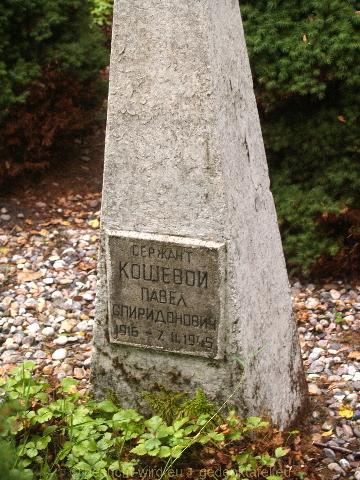 СЕРЖАНТ
КОШЕВОЙ
ПАВЕЛ
СПИРИДОНОВИЧ
1916 - 7.II.1945